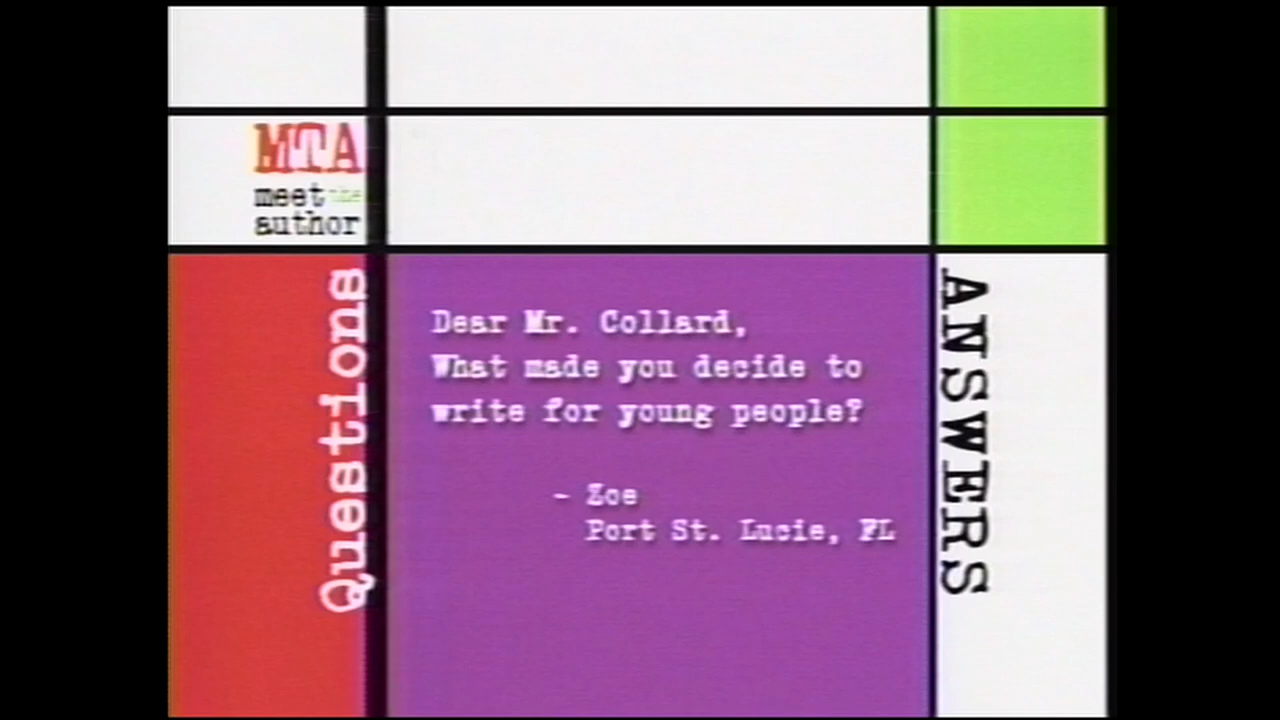 MTA
meet the
author
Questions
Dear Mr. Collard,
What made you decide to
write for young people?
- Zoe
Port St. Lucie, FL
ANSWERS